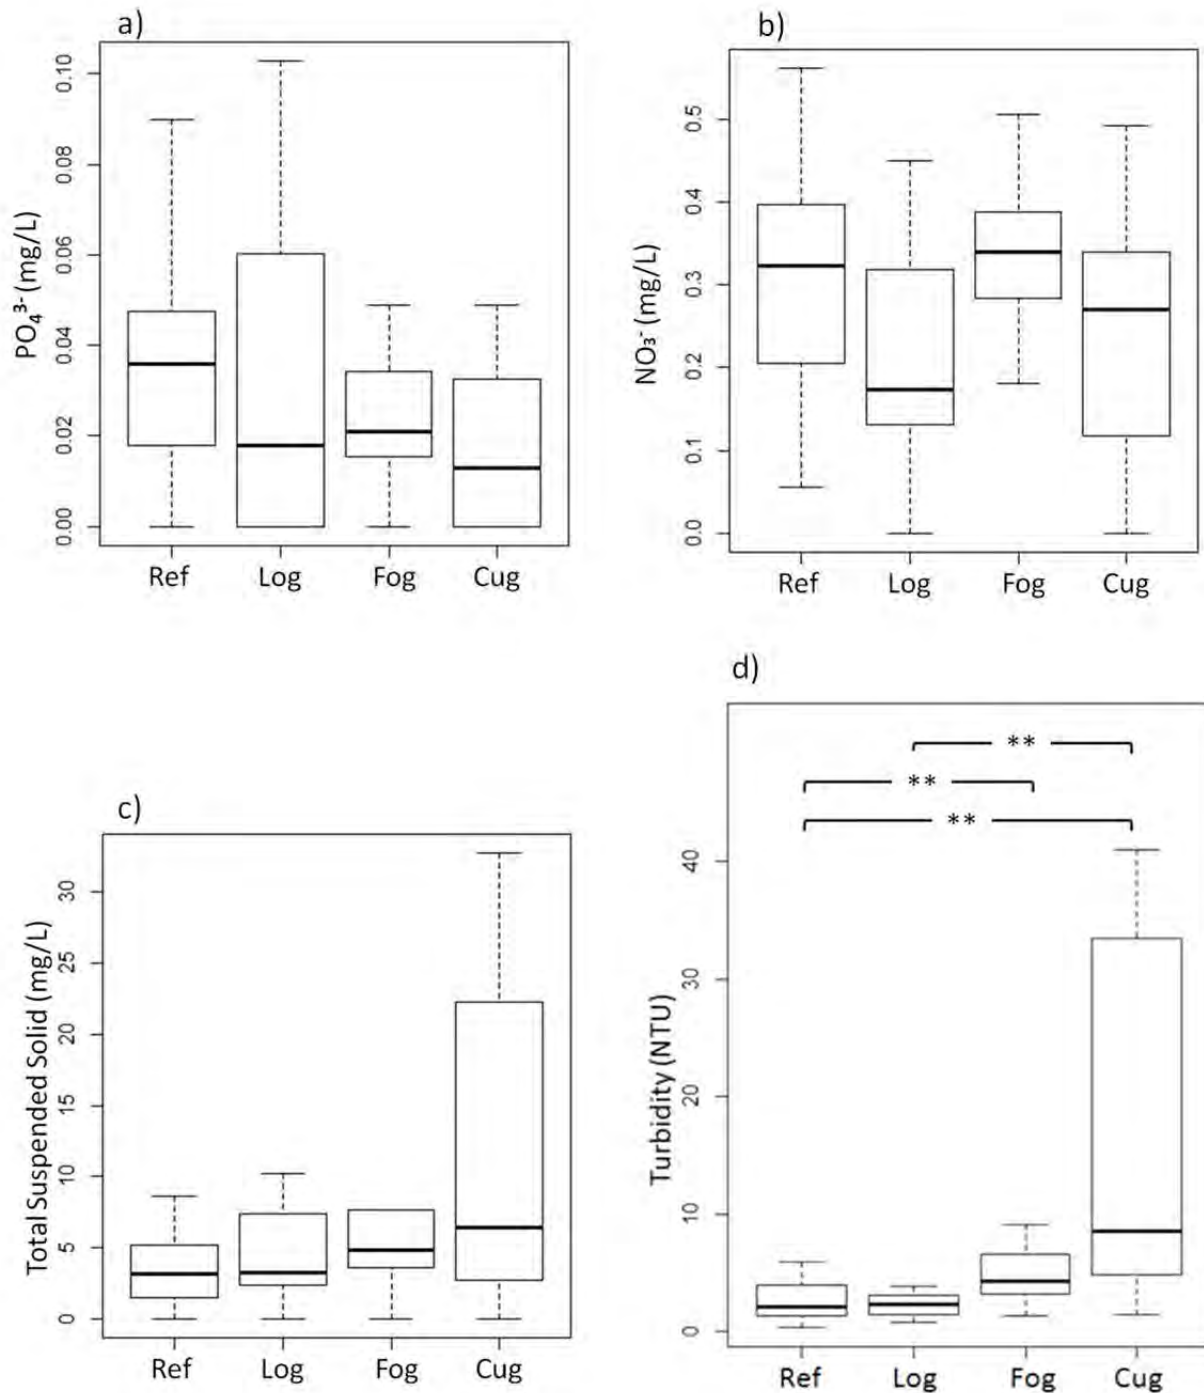 a)
PO₄³⁻ (mg/L)
0.10
0.08
0.06
0.04
0.02
0.00
Ref Log Fog Cug
b)
NO₃⁻ (mg/L)
0.5
0.4
0.3
0.2
0.1
0.0
Ref Log Fog Cug
c)
Total Suspended Solid (mg/L)
30
25
20
15
10
5
0
Ref Log Fog Cug
d)
Turbidity (NTU)
**
**
**
40
30
20
10
0
Ref Log Fog Cug